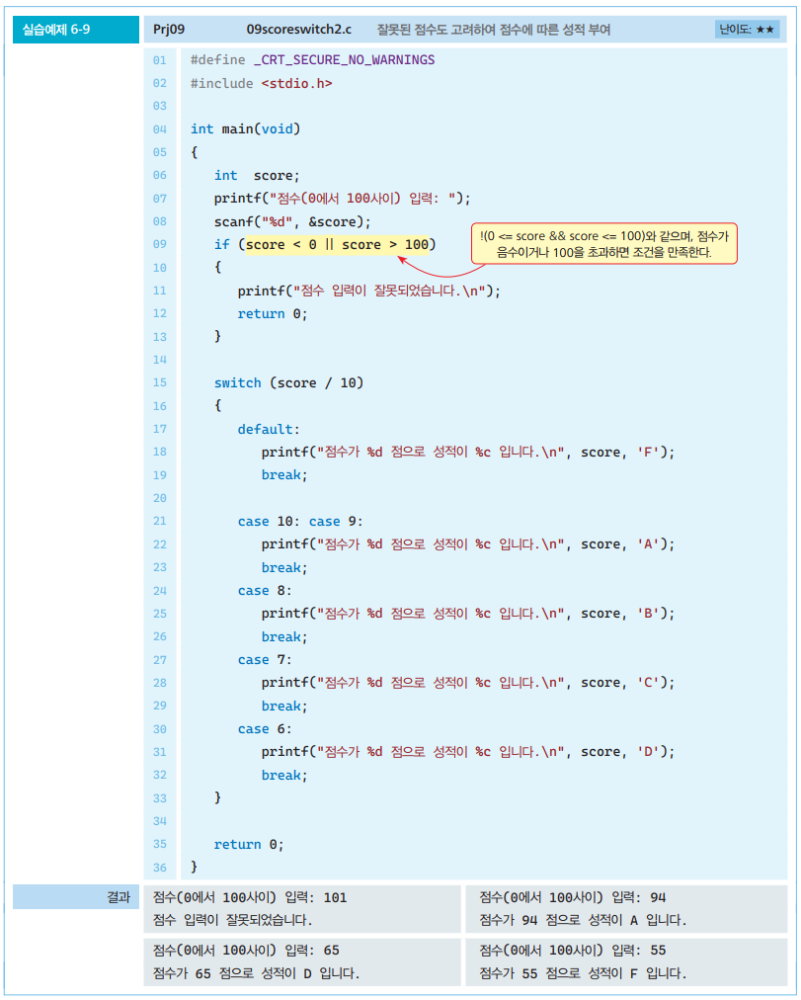 실습예제 6-9
Prj09 09scoreswitch2.c 잘못된 점수도 고려하여 점수에 따른 성적 부여 난이도: ★★
01 #define _CRT_SECURE_NO_WARNINGS
02 #include <stdio.h>
03
04 int main(void)
05 {
06 int score;
07 printf("점수(0에서 100사이) 입력: ");
08 scanf("%d", &score);
09 if (score < 0 || score > 100)
!(0 <= score && score <= 100)와 같으며, 점수가
음수이거나 100을 초과하면 조건을 만족한다.
10 {
11 printf("점수 입력이 잘못되었습니다.\n");
12 return 0;
13 }
14
15 switch (score / 10)
16 {
17 default:
18 printf("점수가 %d 점으로 성적이 %c 입니다.\n", score, 'F');
19 break;
20
21 case 10: case 9:
22 printf("점수가 %d 점으로 성적이 %c 입니다.\n", score, 'A');
23 break;
24 case 8:
25 printf("점수가 %d 점으로 성적이 %c 입니다.\n", score, 'B');
26 break;
27 case 7:
28 printf("점수가 %d 점으로 성적이 %c 입니다.\n", score, 'C');
29 break;
30 case 6:
31 printf("점수가 %d 점으로 성적이 %c 입니다.\n", score, 'D');
32 break;
33 }
34
35 return 0;
36 }
결과
점수(0에서 100사이) 입력: 101
점수 입력이 잘못되었습니다.
점수(0에서 100사이) 입력: 94
점수가 94 점으로 성적이 A 입니다.
점수(0에서 100사이) 입력: 65
점수가 65 점으로 성적이 D 입니다.
점수(0에서 100사이) 입력: 55
점수가 55 점으로 성적이 F 입니다.